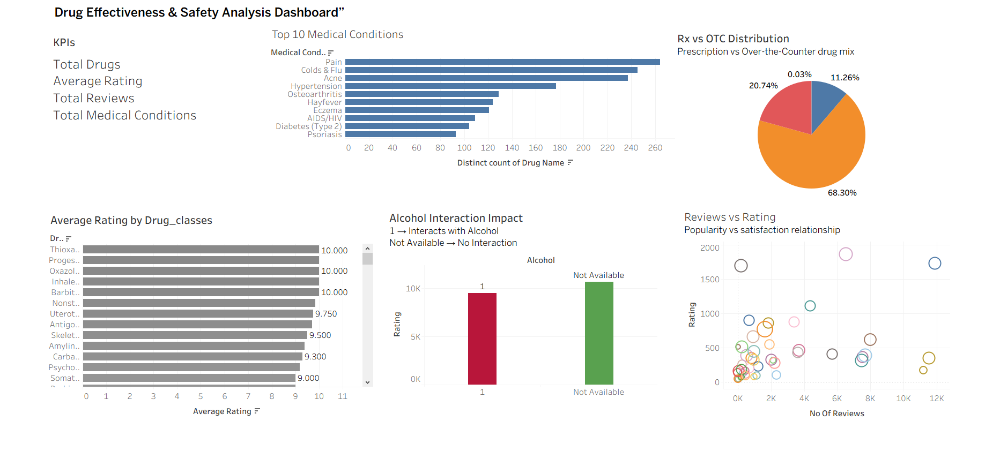 Drug Effectiveness & Safety Analysis Dashboard”
KPIs
Total Drugs
Average Rating
Total Reviews
Total Medical Conditions
Top 10 Medical Conditions
Medical Cond..
Pain
Colds & Flu
Acne
Hypertension
Osteoarthritis
Hayfever
Eczema
AIDS/HIV
Diabetes (Type 2)
Psoriasis
0 20 40 60 80 100 120 140 160 180 200 220 240 260
Distinct count of Drug Name
Rx vs OTC Distribution
Prescription vs Over-the-Counter drug mix
0.03%
11.26%
20.74%
68.30%
Average Rating by Drug_classes
Dr..
Thioxa.. 10.000
Proges..
Oxazol.. 10.000
Inhale..
Barbit.. 10.000
Nonst..
Uterot.. 9.750
Antigo..
Skelet.. 9.500
Amylin..
Carba.. 9.300
Psycho..
Somat.. 9.000
0 1 2 3 4 5 6 7 8 9 10 11
Average Rating
Alcohol Interaction Impact
1 → Interacts with Alcohol
Not Available → No Interaction
Alcohol
Not Available
1
10K
5K
0K
Rating
1 Not Available
Reviews vs Rating
Popularity vs satisfaction relationship
2000
1500
1000
500
0
Rating
0K 2K 4K 6K 8K 10K 12K
No Of Reviews